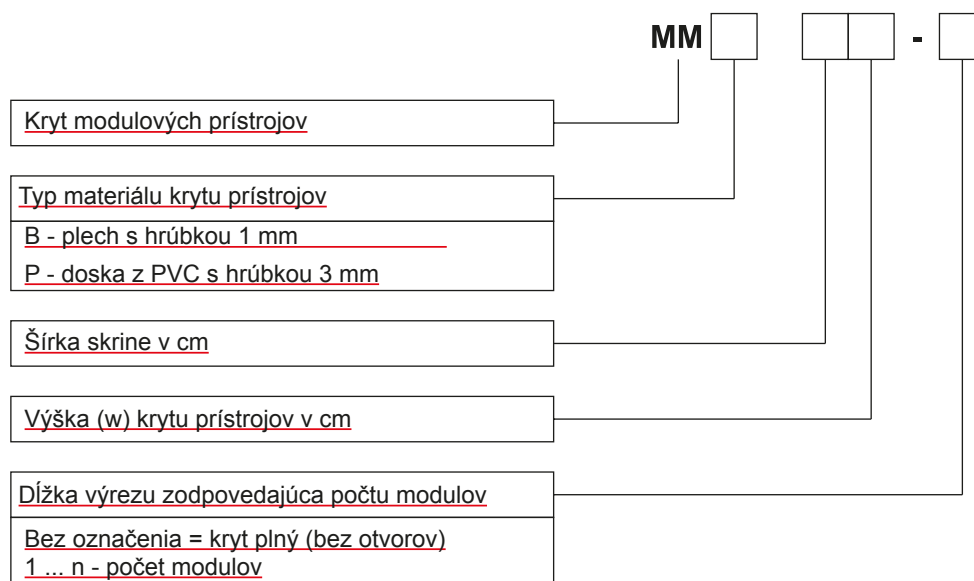 MM -
Kryt modulových prístrojov
Typ materiálu krytu prístrojov
B - plech s hrúbkou 1 mm
P - doska z PVC s hrúbkou 3 mm
Šírka skrine v cm
Výška (w) krytu prístrojov v cm
Dĺžka výrezu zodpovedajúca počtu modulov
Bez označenia = kryt plný (bez otvorov)
1 ... n - počet modulov